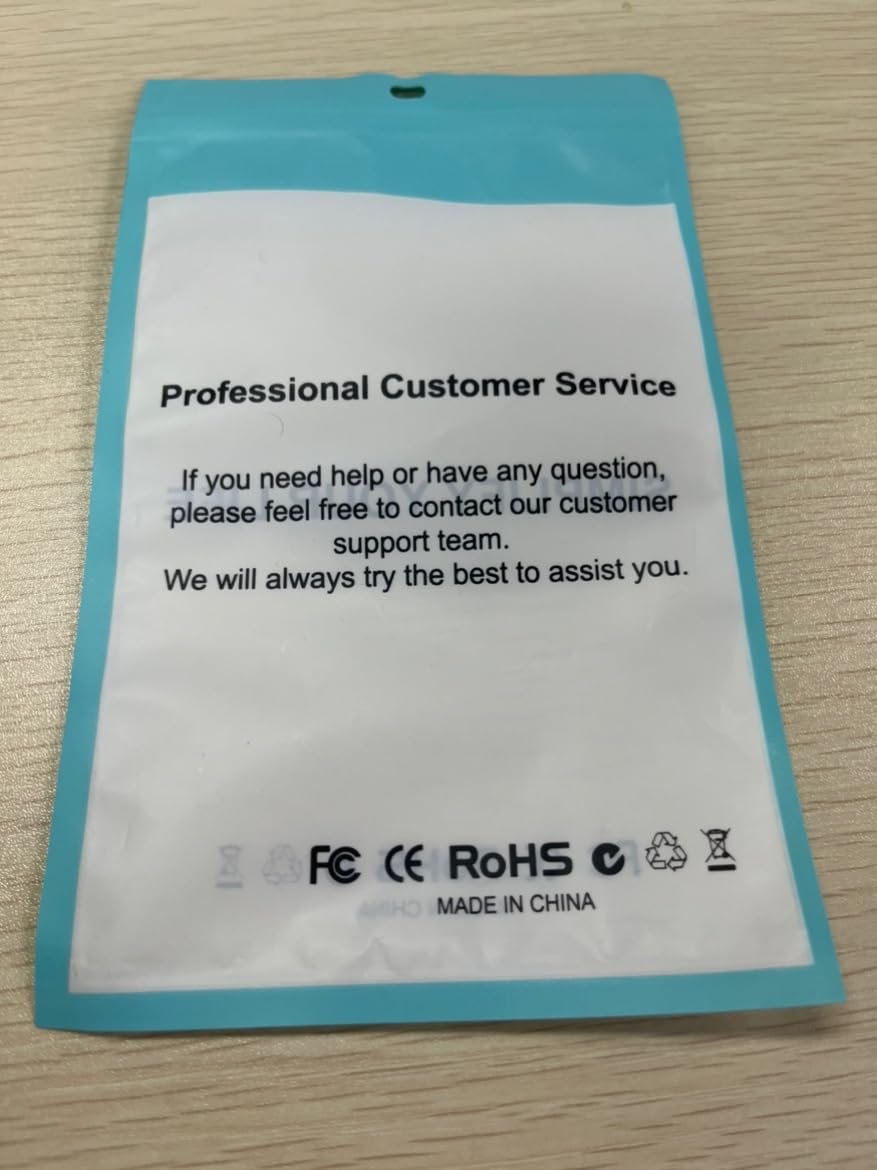 Professional Customer Service
If you need help or have any question,
please feel free to contact our customer
support team.
We will always try the best to assist you.
FC CE RoHS
MADE IN CHINA